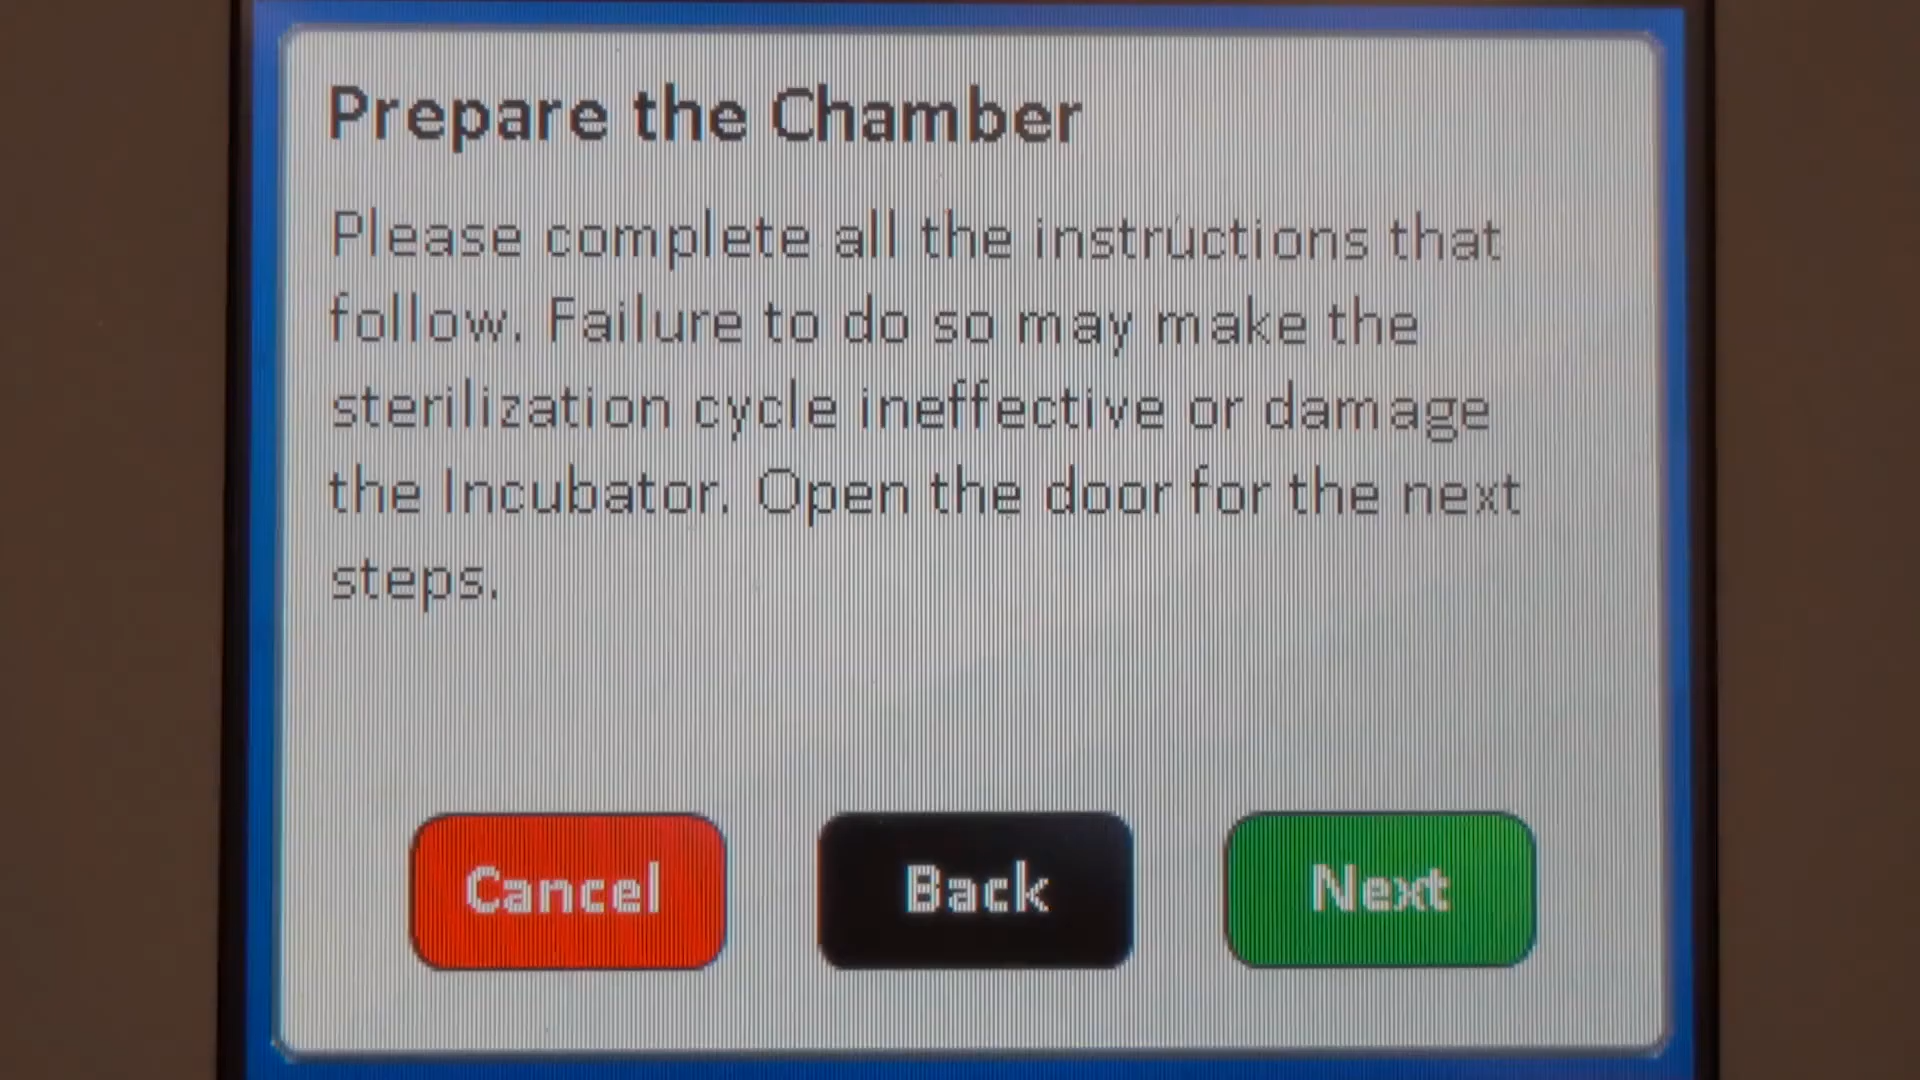 Prepare the Chamber
Please complete all the instructions that
follow. Failure to do so may make the
sterilization cycle ineffective or damage
the Incubator. Open the door for the next
steps.
Cancel Back Next